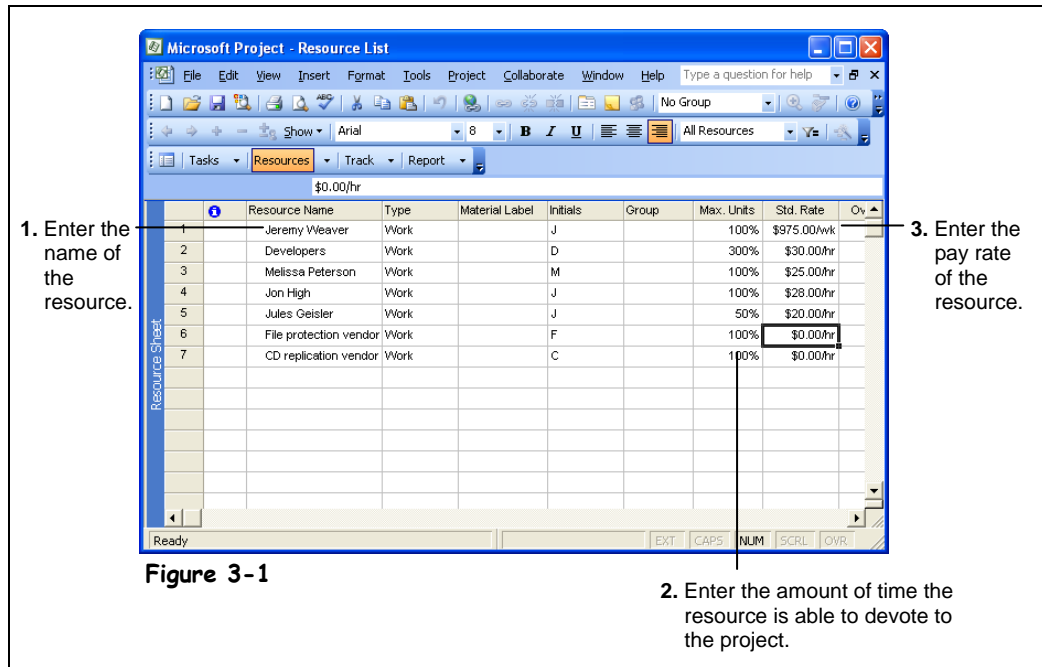 Microsoft Project - Resource List
File Edit View Insert Format Tools Project Collaborate Window Help Type a question for help
No Group
Show Arial 8 B I U All Resources
Tasks Resources Track Report
$0.00/hr
Resource Name Type Material Label Initials Group Max. Units Std. Rate Ov
1 Jeremy Weaver Work J 100% $975.00/wk
2 Developers Work D 300% $30.00/hr
3 Melissa Peterson Work M 100% $25.00/hr
4 Jon High Work J 100% $28.00/hr
5 Jules Geisler Work J 50% $20.00/hr
6 File protection vendor Work F 100% $0.00/hr
7 CD replication vendor Work C 100% $0.00/hr
Resource Sheet
Ready EXT CAPS NUM SCRL OVR
1. Enter the
name of
the
resource.
3. Enter the
pay rate
of the
resource.
Figure 3-1
2. Enter the amount of time the
resource is able to devote to
the project.